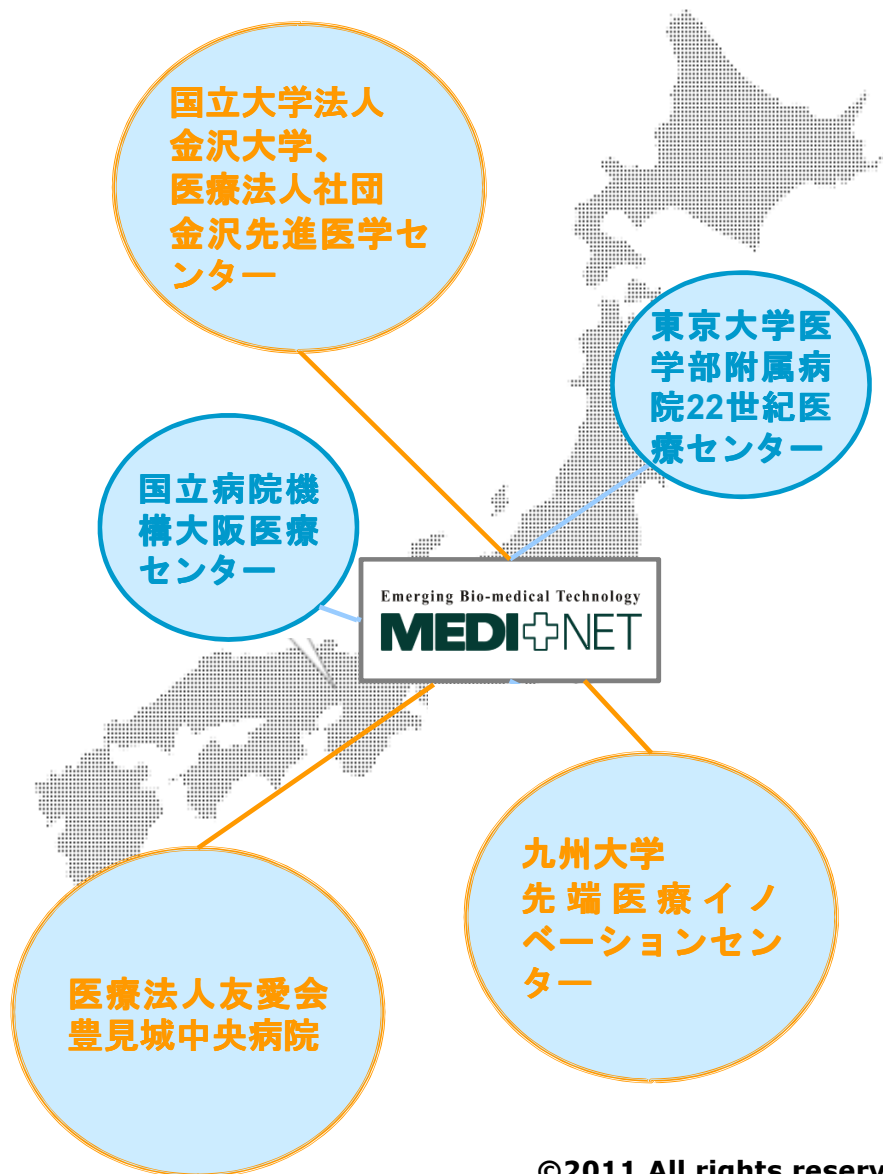 国立大学法人
金沢大学、
医療法人社団
金沢先進医学セ
ンター
東京大学医
学部附属病
院22世紀医
療センター
国立病院機
構大阪医療
センター
Emerging Bio-medical Technology
MEDINET
九州大学
先端医療イノ
ベーションセン
ター
医療法人友愛会
豊見城中央病院
©2011 All rights reserv